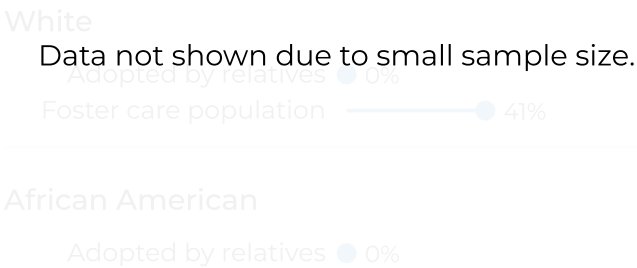 White
Data not shown due to small sample size.
Adopted by relatives 0%
Foster care population 41%
African American
Adopted by relatives 0%